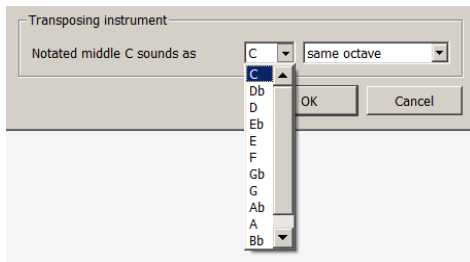 Transposing instrument
Notated middle C sounds as C same octave
C
Db
D OK Cancel
Eb
E
F
Gb
G
Ab
A
Bb